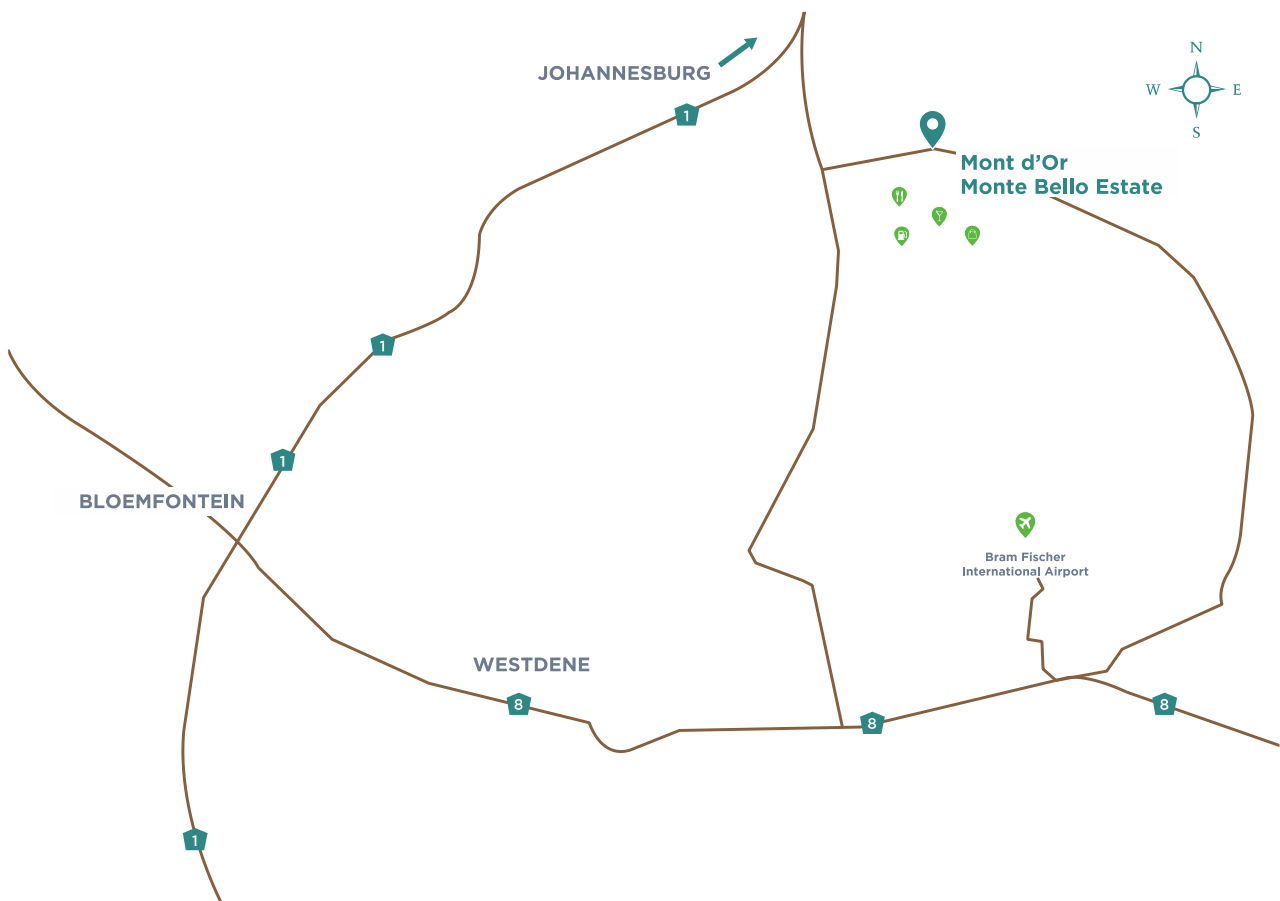 JOHANNESBURG
N
W
E
S
1
Mont d'Or
Monte Bello Estate
1
1
BLOEMFONTEIN
Bram Fischer
International Airport
WESTDENE
8
8
8
1